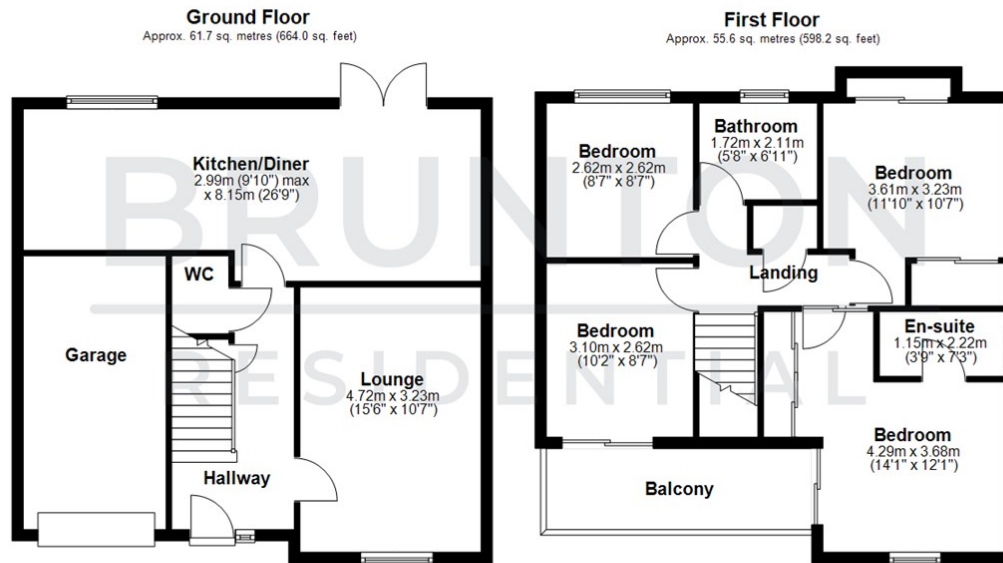 Ground Floor
Approx. 61.7 sq. metres (664.0 sq. feet)
Kitchen/Diner
2.99m (9'10") max
x 8.15m (26'9")
WC
Garage
Lounge
4.72m x 3.23m
(15'6" x 10'7")
Hallway
First Floor
Approx. 55.6 sq. metres (598.2 sq. feet)
Bedroom
2.62m x 2.62m
(8'7" x 8'7")
Bathroom
1.72m x 2.11m
(5'8" x 6'11")
Bedroom
3.61m x 3.23m
(11'10" x 10'7")
Landing
Bedroom
3.10m x 2.62m
(10'2" x 8'7")
En-suite
1.15m x 2.22m
(3'9" x 7'3")
Bedroom
4.29m x 3.68m
(14'1" x 12'1")
Balcony
BRUNTON
RESIDENTIAL